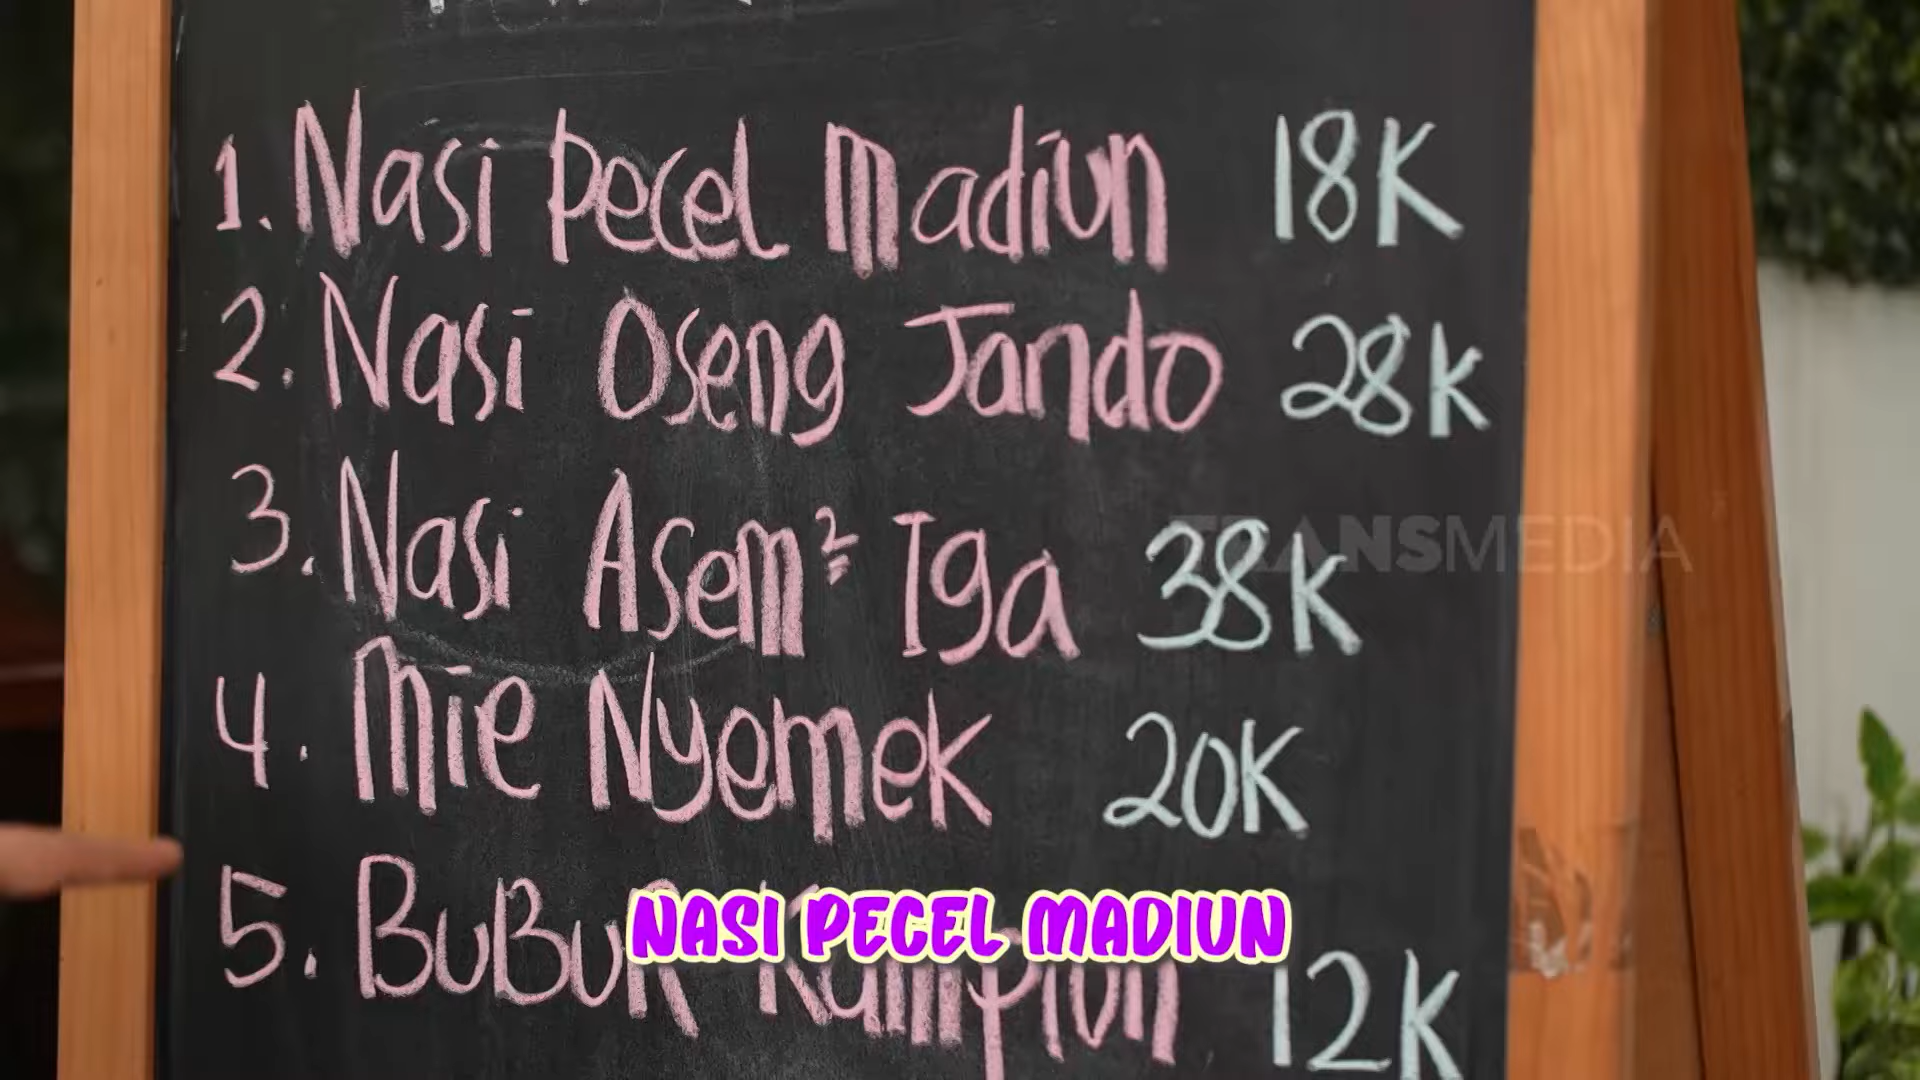 1. Nasi Pecel Madiun 18K
2. Nasi Oseng Jando 28K
3. Nasi Asem² Iga 38K
TRANSMEDIA
4. Mie Nyemek 20K
5. BuBuR Kampiun 12K
NASI PECEL MADIUN